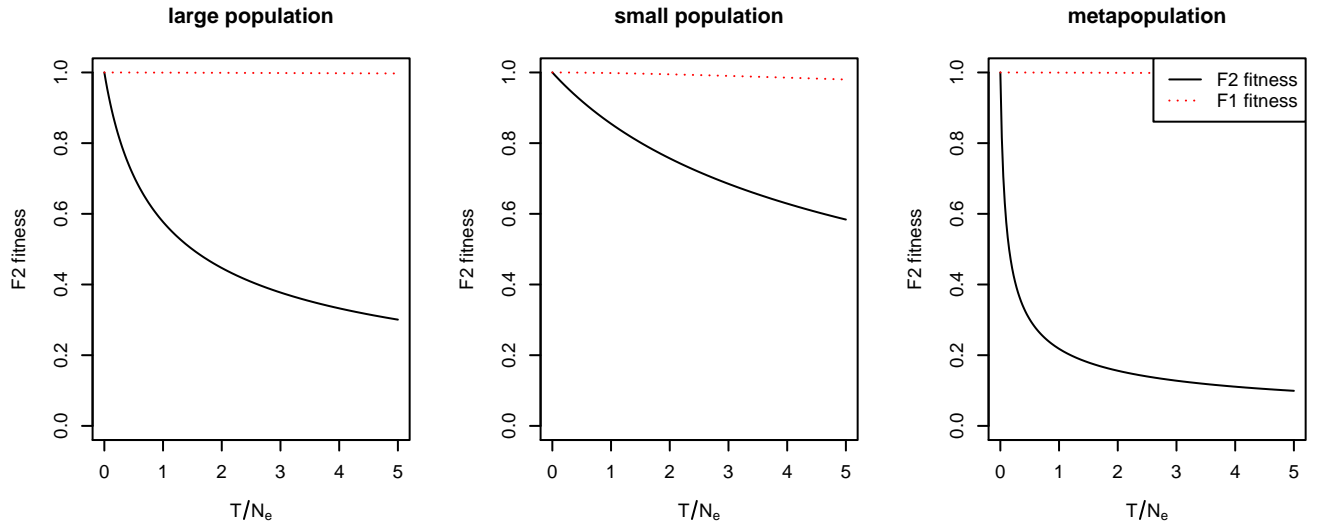 large population
F2 fitness
1.0
0.8
0.6
0.4
0.2
0.0
0 1 2 3 4 5
T/Ne
small population
F2 fitness
1.0
0.8
0.6
0.4
0.2
0.0
0 1 2 3 4 5
T/Ne
metapopulation
F2 fitness
1.0
0.8
0.6
0.4
0.2
0.0
F2 fitness
F1 fitness
0 1 2 3 4 5
T/Ne